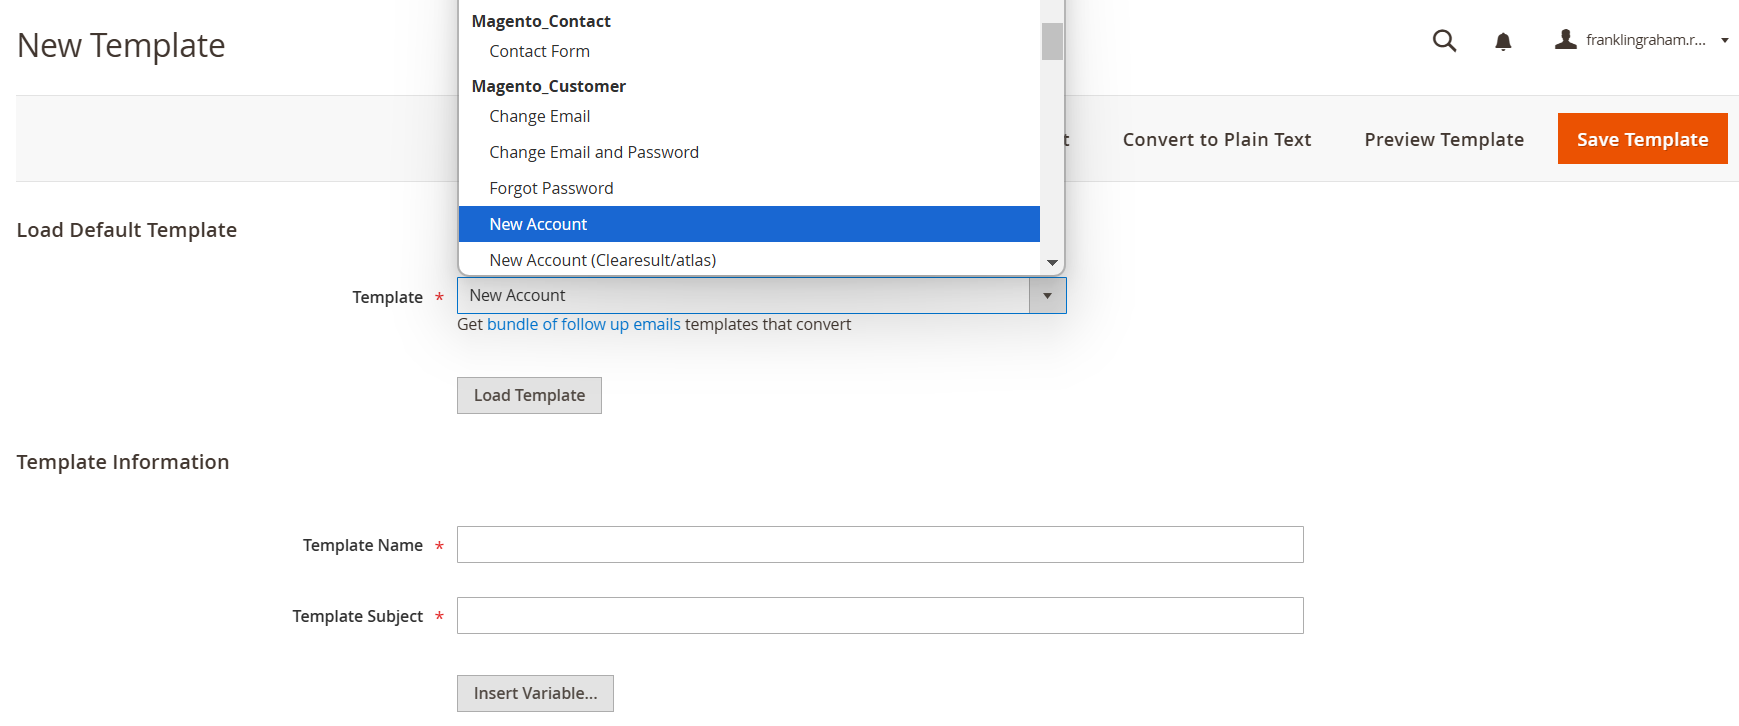 New Template
franklingraham.r...
Magento_Contact
Contact Form
Magento_Customer
Change Email
Change Email and Password
Forgot Password
New Account
New Account (Clearesult/atlas)
t
Convert to Plain Text
Preview Template
Save Template
Load Default Template
Template *
New Account
Get bundle of follow up emails templates that convert
Load Template
Template Information
Template Name *
Template Subject *
Insert Variable...